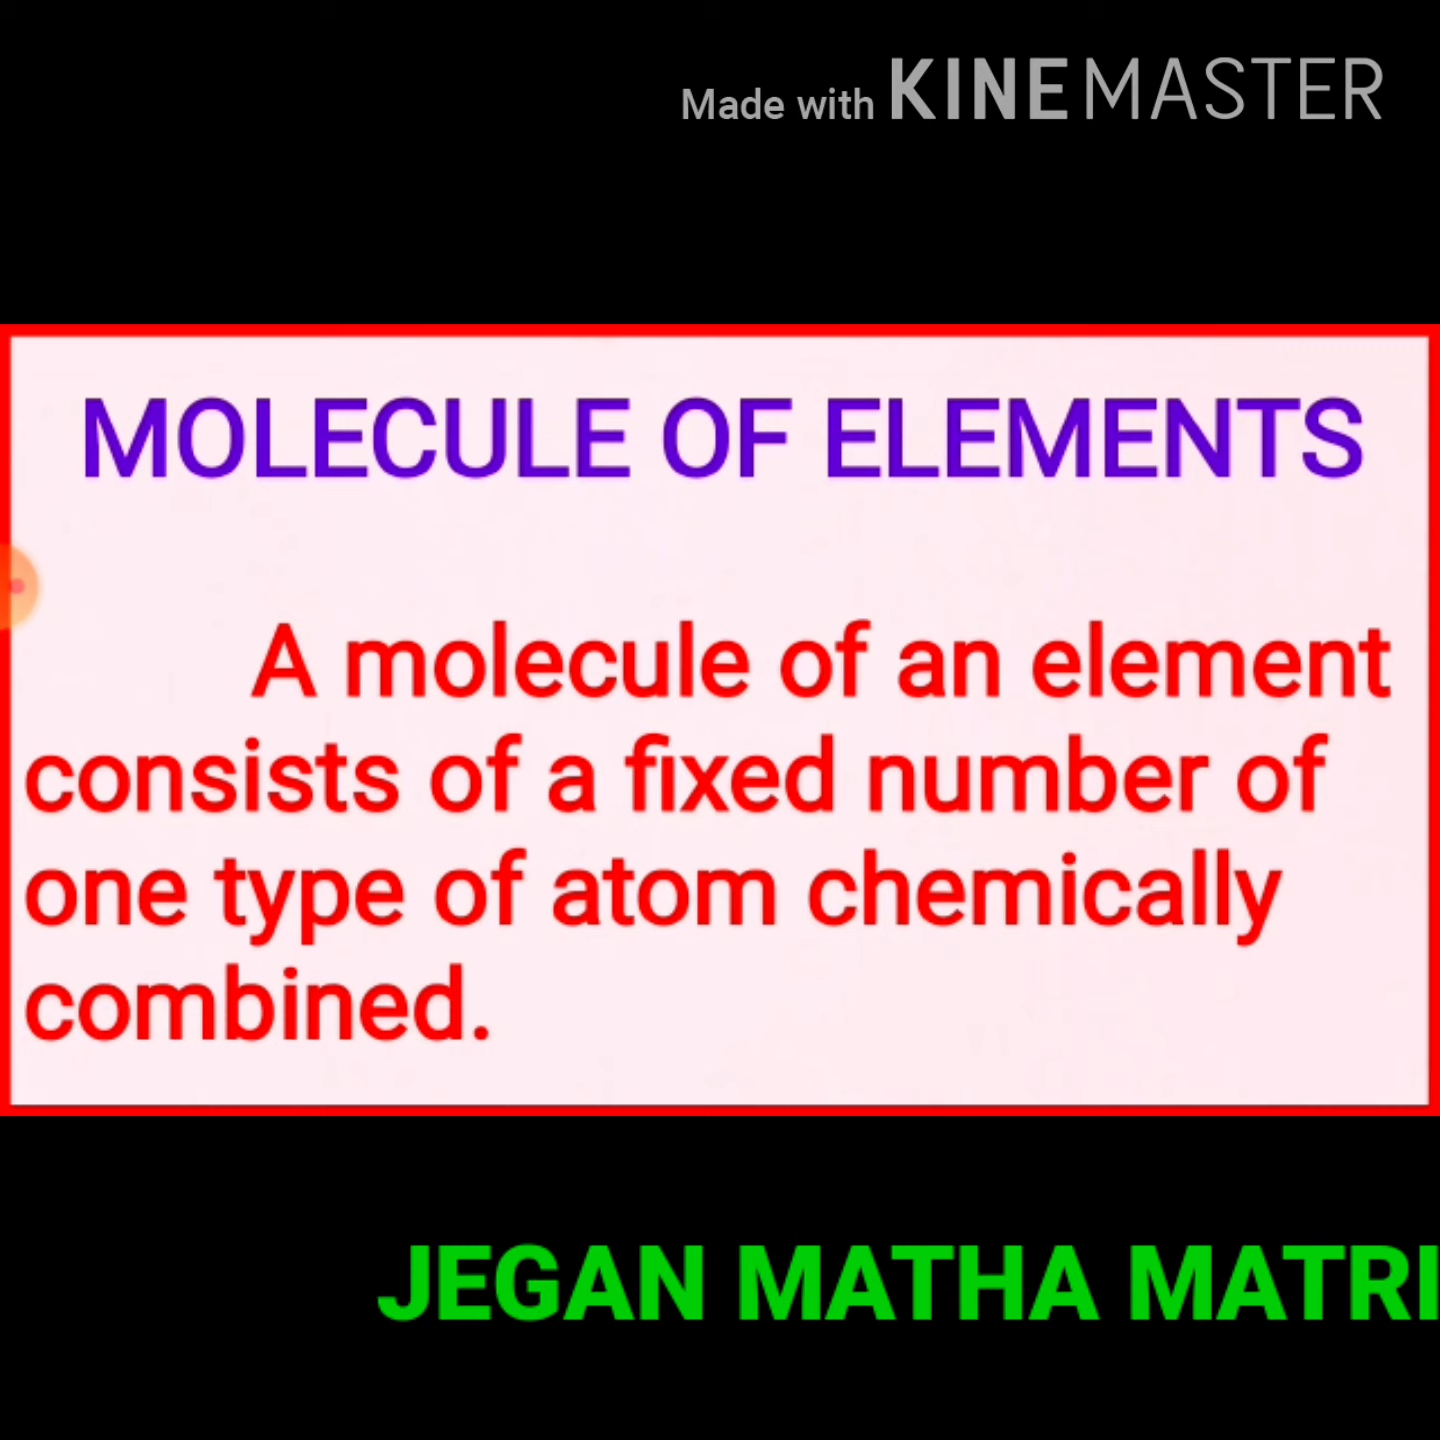 Made with KINEMASTER
MOLECULE OF ELEMENTS
A molecule of an element
consists of a fixed number of
one type of atom chemically
combined.
JEGAN MATHA MATRI